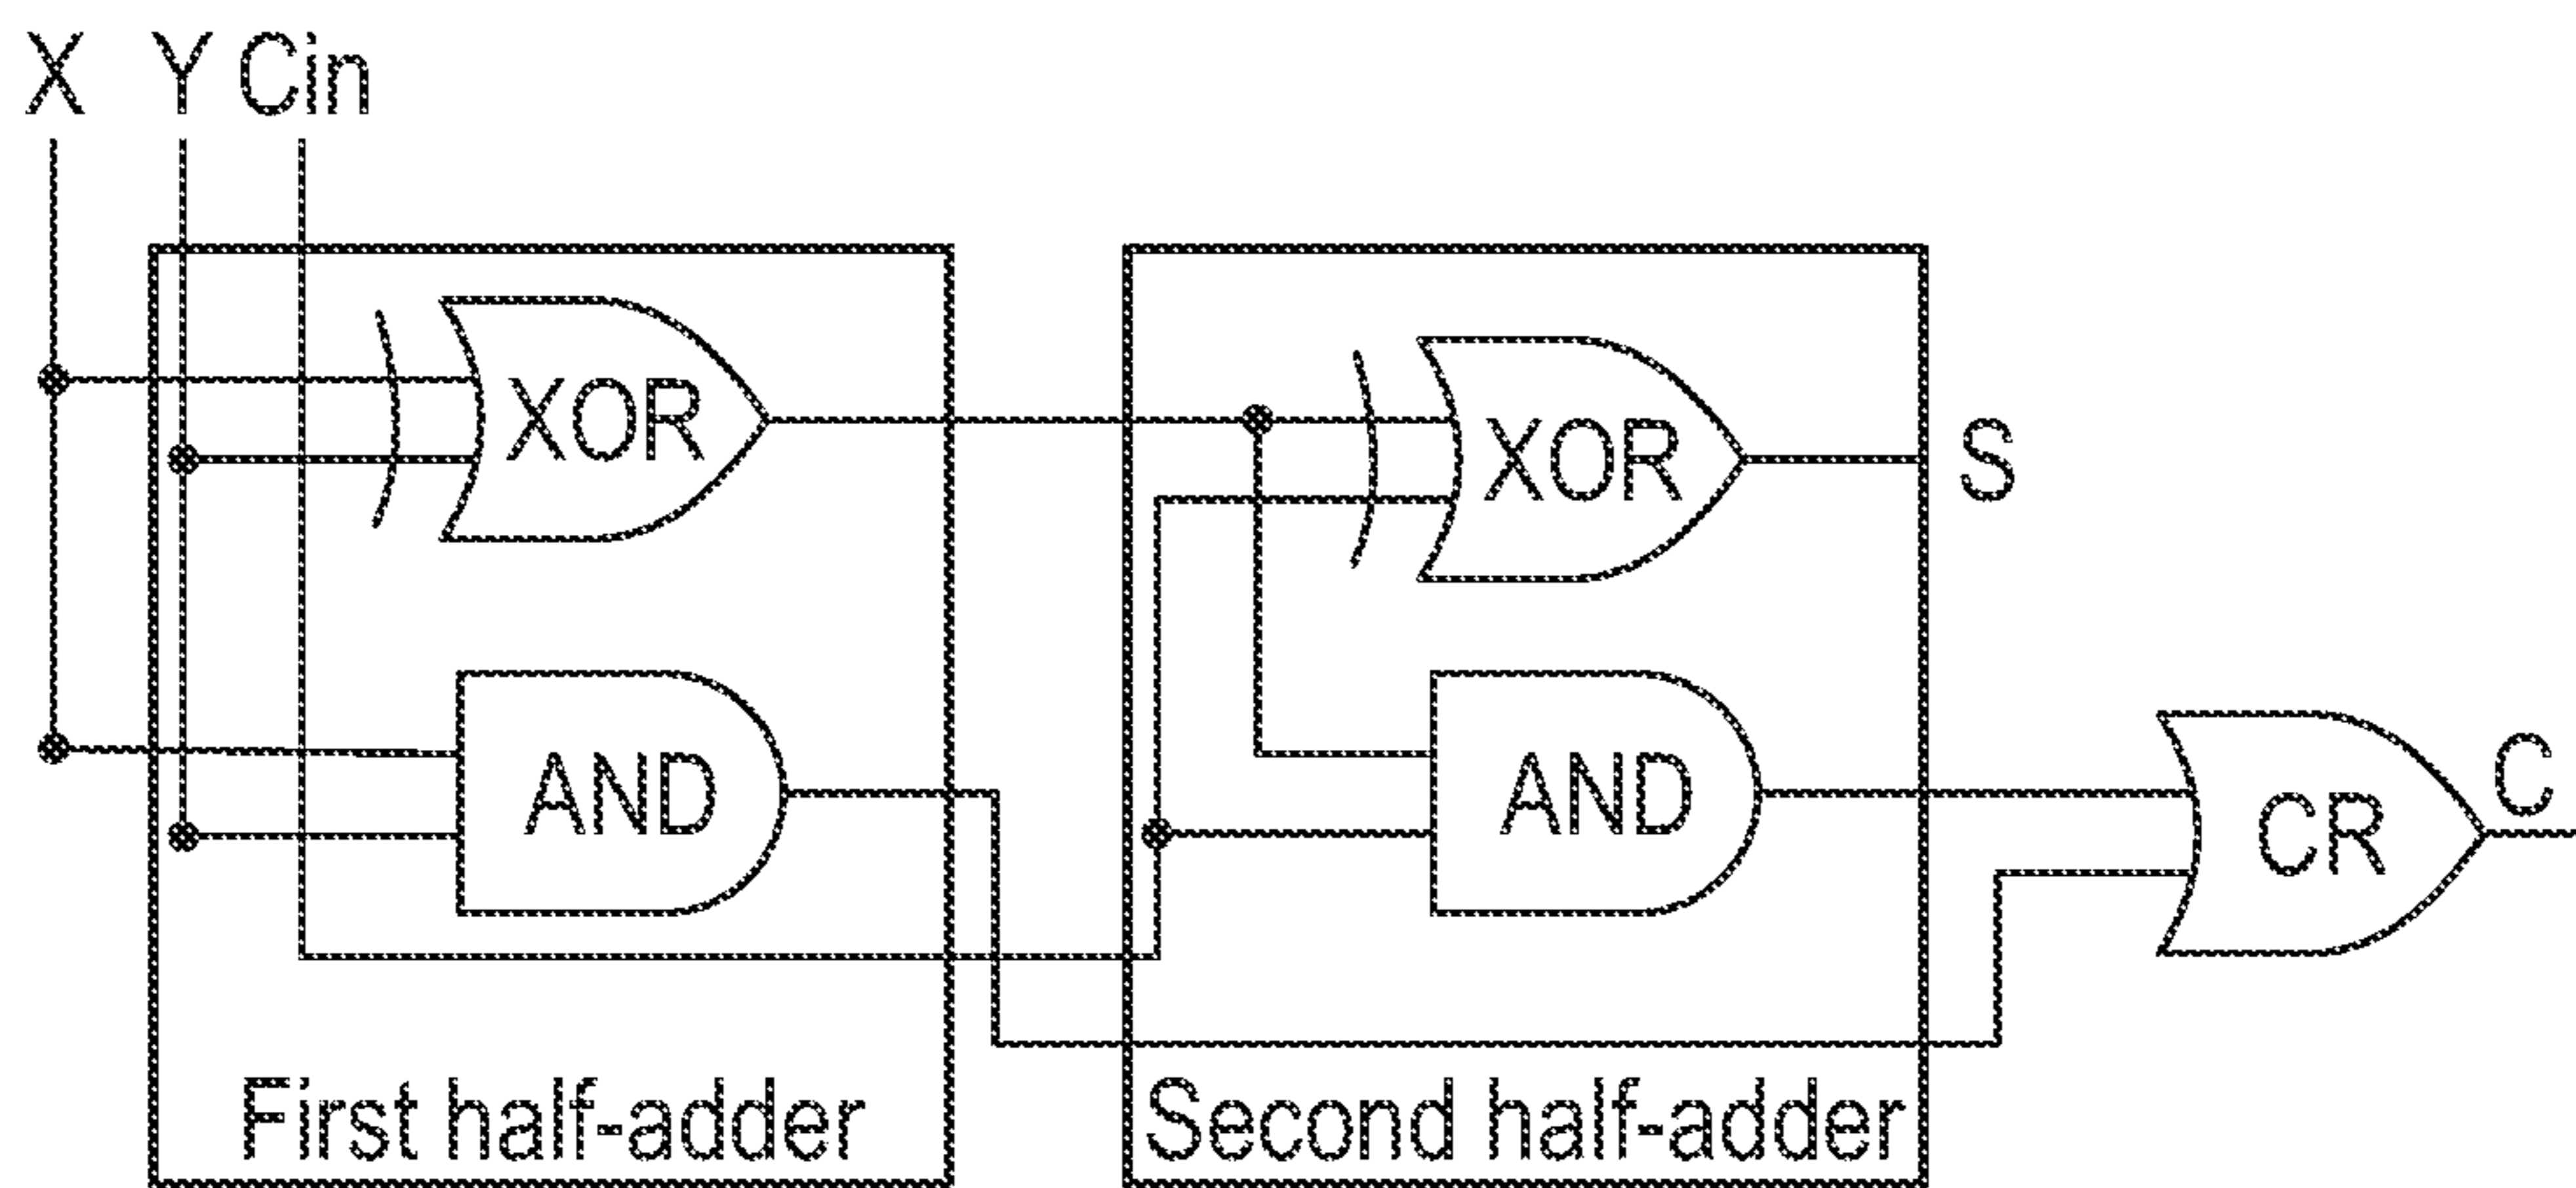 X Y Cin
XOR
XOR
S
AND
AND
CR
C
First half-adder
Second half-adder